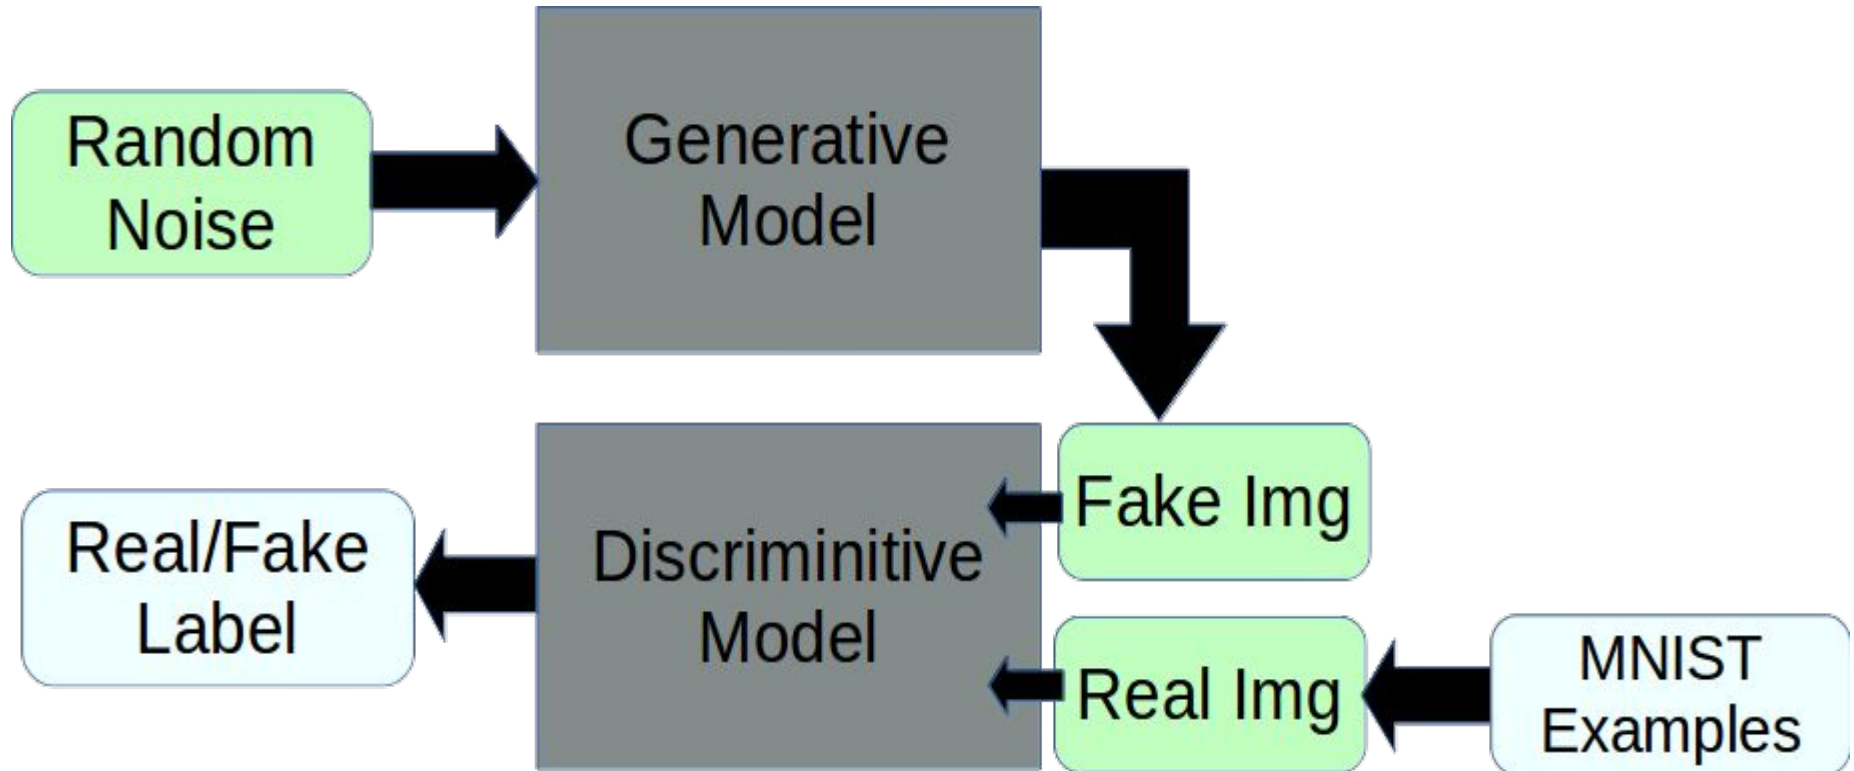 Random
Noise
Generative
Model
Fake Img
Discriminitive
Model
Real/Fake
Label
Real Img
MNIST
Examples